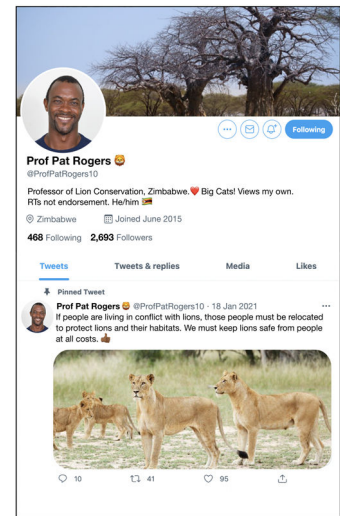 Following
Prof Pat Rogers 🦁
@ProfPatRogers10
Professor of Lion Conservation, Zimbabwe.❤️ Big Cats! Views my own.
RTs not endorsement. He/him 🇿🇼
Zimbabwe Joined June 2015
468 Following 2,693 Followers
Tweets Tweets & replies Media Likes
Pinned Tweet
Prof Pat Rogers 🦁 @ProfPatRogers10 · 18 Jan 2021
If people are living in conflict with lions, those people must be relocated
to protect lions and their habitats. We must keep lions safe from people
at all costs. 👍🏾
10 41 95